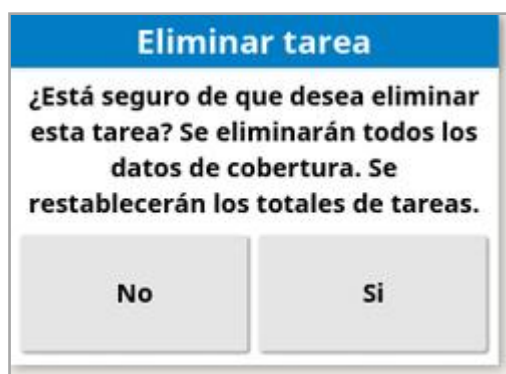 Eliminar tarea
¿Está seguro de que desea eliminar
esta tarea? Se eliminarán todos los
datos de cobertura. Se
restablecerán los totales de tareas.
No
Si